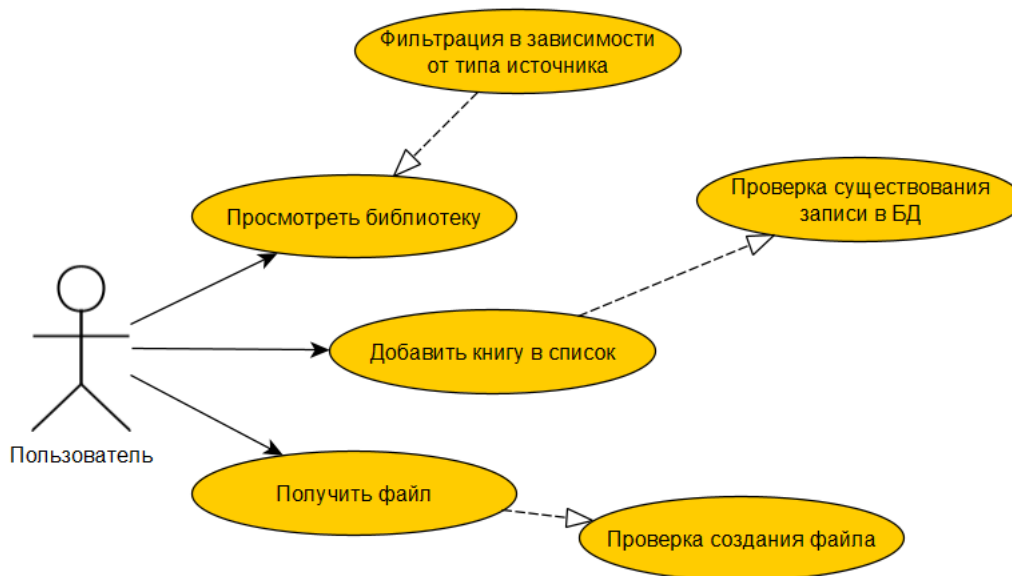 Фильтрация в зависимости
от типа источника
Просмотреть библиотеку
Проверка существования
записи в БД
Добавить книгу в список
Пользователь
Получить файл
Проверка создания файла